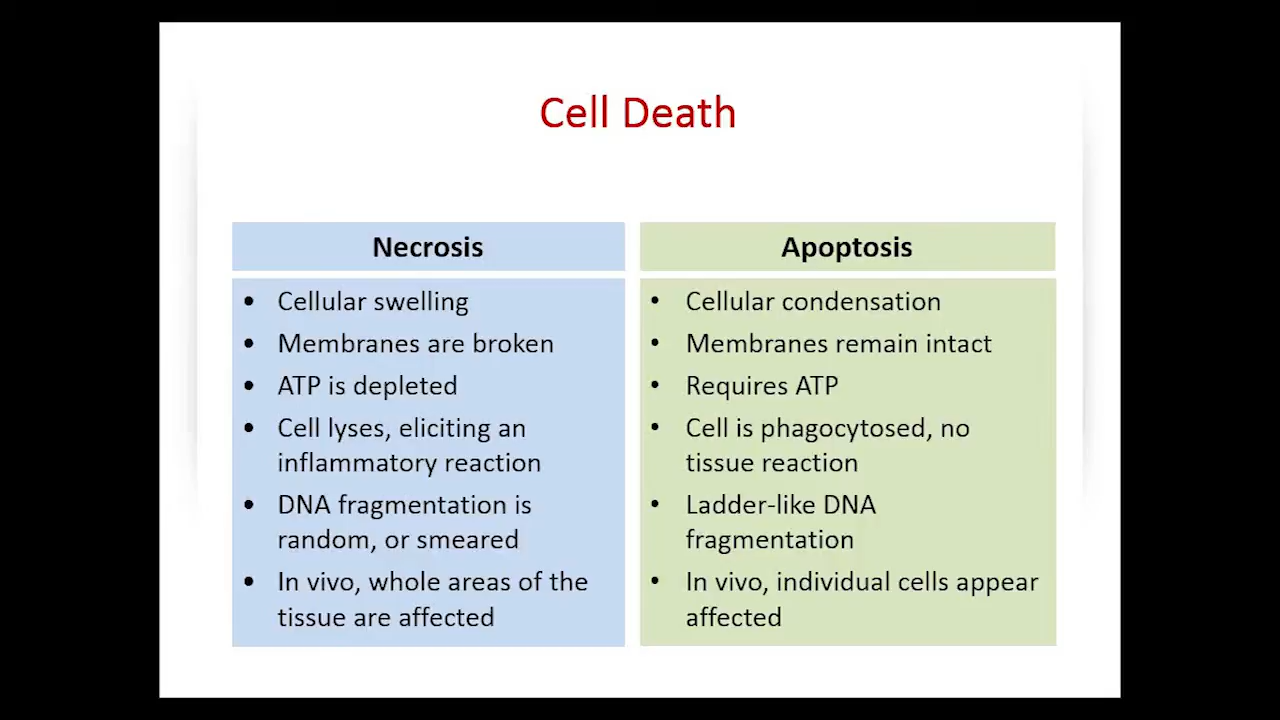 Cell Death
Necrosis
• Cellular swelling
• Membranes are broken
• ATP is depleted
• Cell lyses, eliciting an
inflammatory reaction
• DNA fragmentation is
random, or smeared
• In vivo, whole areas of the
tissue are affected
Apoptosis
• Cellular condensation
• Membranes remain intact
• Requires ATP
• Cell is phagocytosed, no
tissue reaction
• Ladder-like DNA
fragmentation
• In vivo, individual cells appear
affected